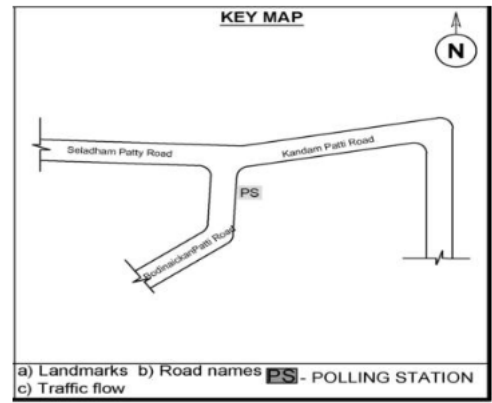 KEY MAP
N
Seladham Patty Road
Kandam Patti Road
PS
BodinaickanPatti Road
a) Landmarks b) Road names PS - POLLING STATION
c) Traffic flow